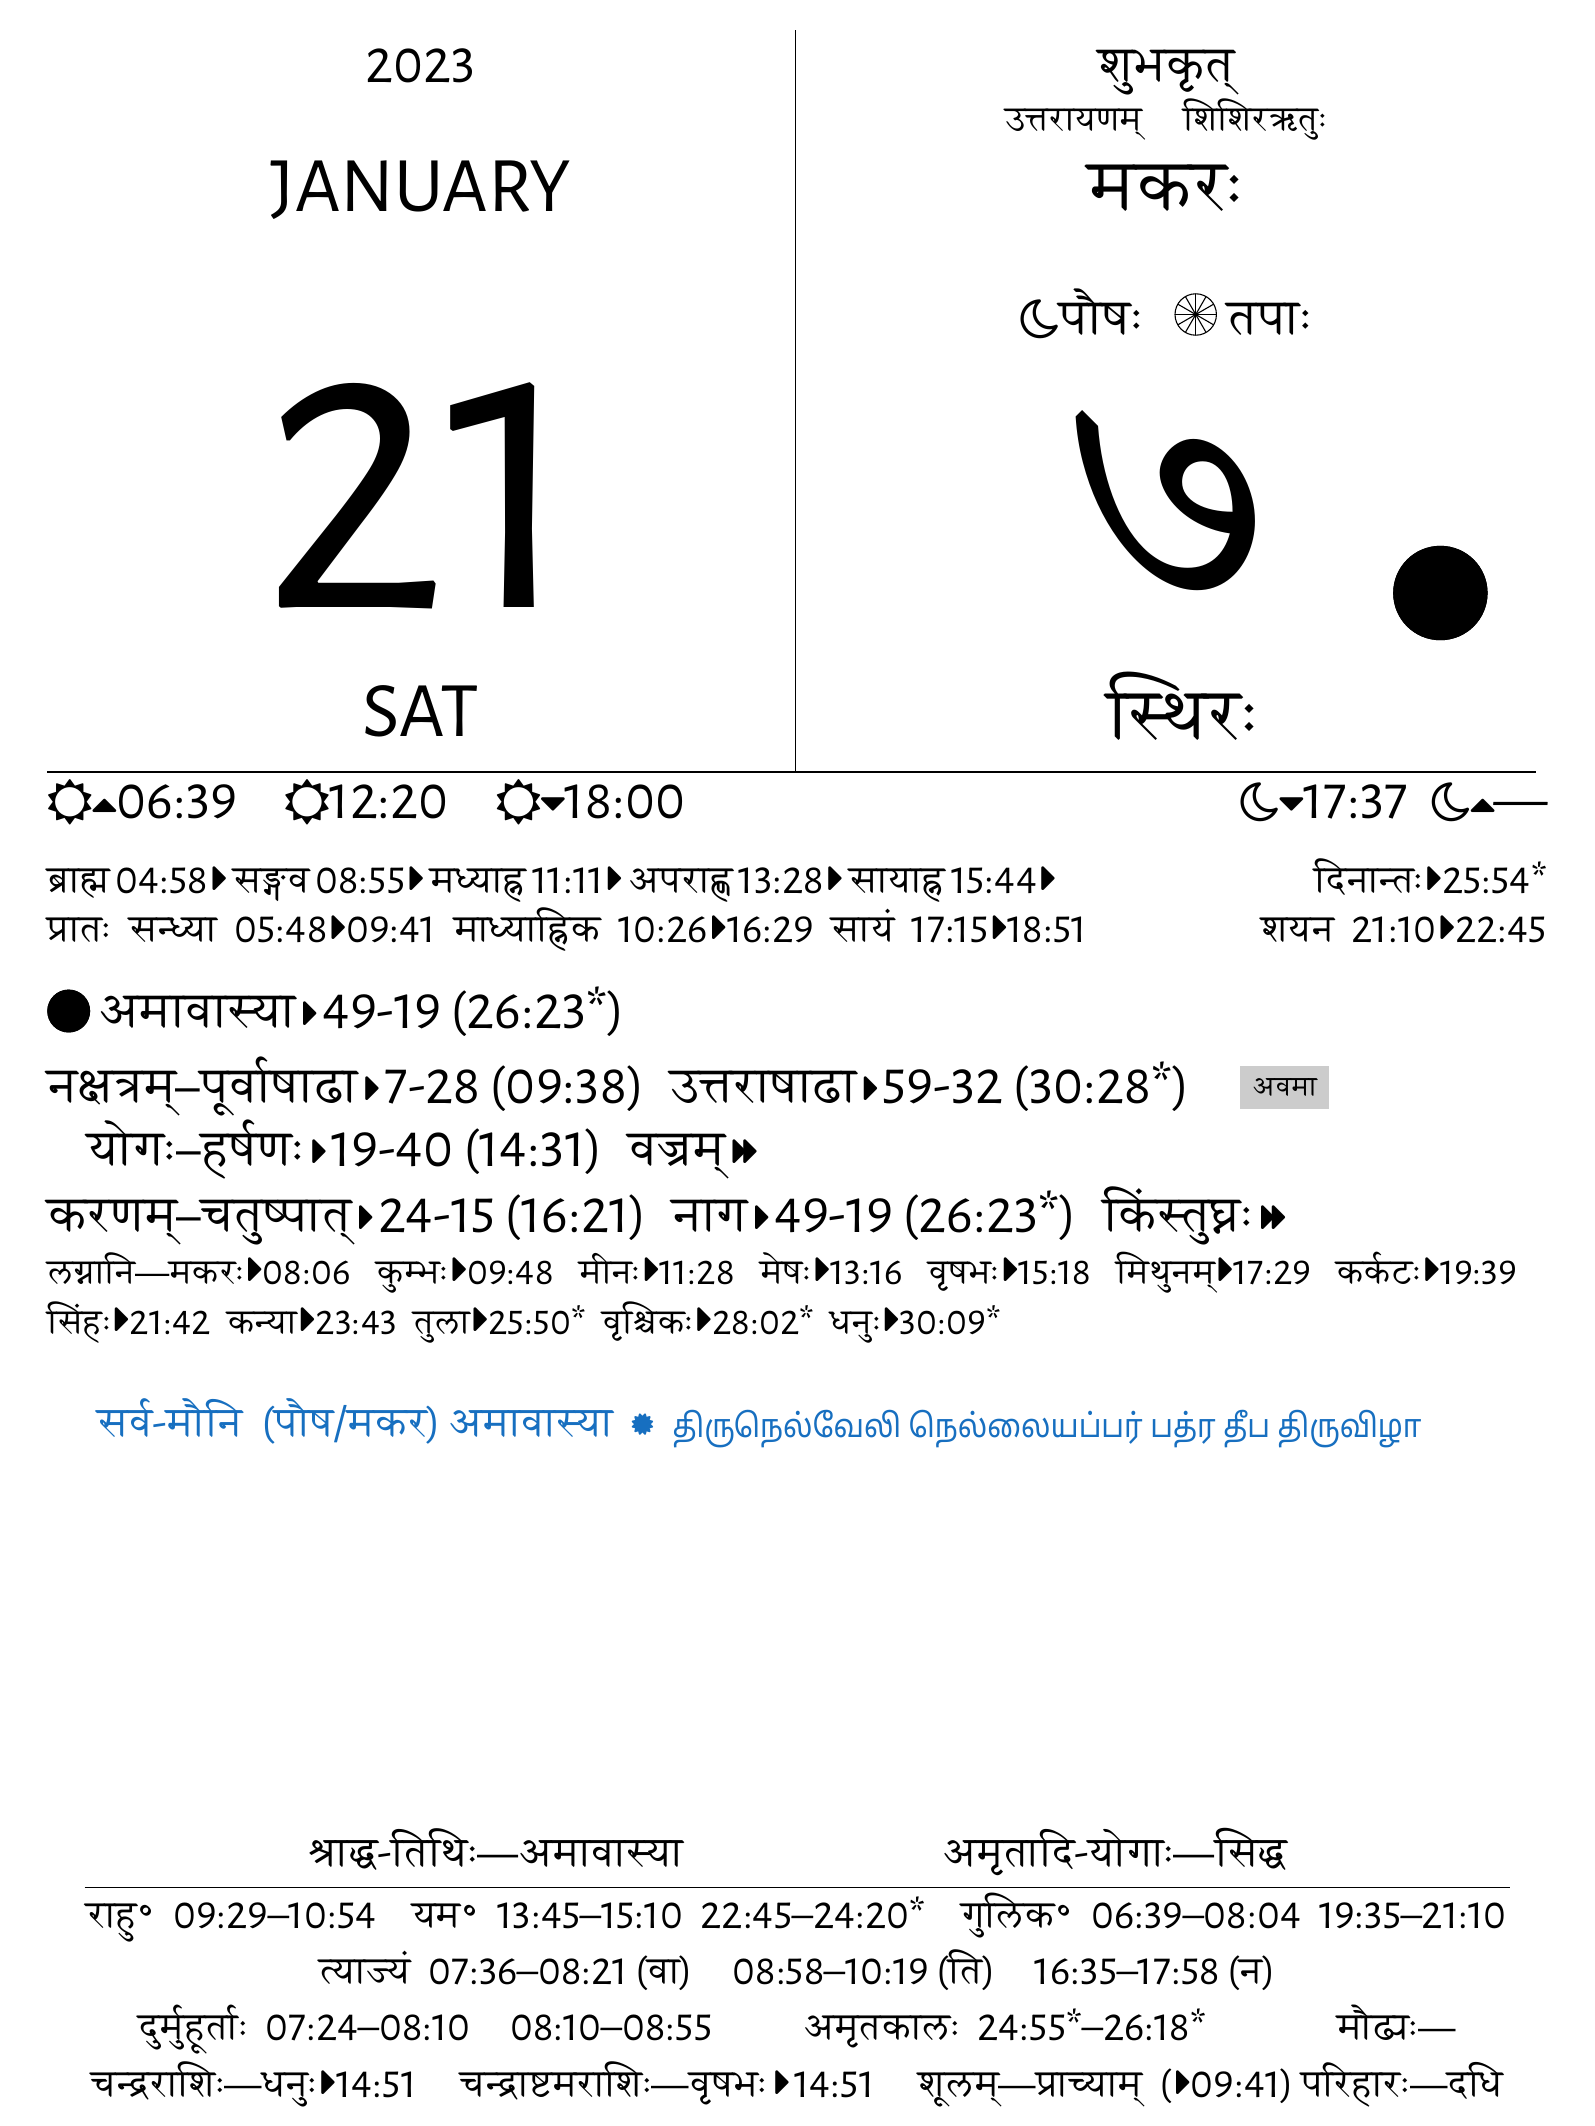 2023
JANUARY
21
SAT
शुभकृत्
उत्तरायणम् शिशिरऋतुः
मकरः
पौषः तपाः
७
स्थिरः
06:39 12:20 18:00 17:37 —
ब्राह्म 04:58 सङ्गव 08:55 मध्याह्न 11:11 अपराह्ण 13:28 सायाह्न 15:44 दिनान्तः 25:54*
प्रातः सन्ध्या 05:48 09:41 माध्याह्निक 10:26 16:29 सायं 17:15 18:51 शयन 21:10 22:45
अमावास्या 49-19 (26:23*)
नक्षत्रम्–पूर्वाषाढा 7-28 (09:38) उत्तराषाढा 59-32 (30:28*) अवमा
योगः–हर्षणः 19-40 (14:31) वज्रम्
करणम्–चतुष्पात् 24-15 (16:21) नाग 49-19 (26:23*) किंस्तुघ्नः
लग्नानि—मकरः 08:06 कुम्भः 09:48 मीनः 11:28 मेषः 13:16 वृषभः 15:18 मिथुनम् 17:29 कर्कटः 19:39
सिंहः 21:42 कन्या 23:43 तुला 25:50* वृश्चिकः 28:02* धनुः 30:09*
सर्व-मौनि (पौष/मकर) अमावास्या திருநெல்வேலி நெல்லையப்பர் பத்ர தீப திருவிழா
श्राद्ध-तिथिः—अमावास्या अमृतादि-योगाः—सिद्ध
राहु॰ 09:29–10:54 यम॰ 13:45–15:10 22:45–24:20* गुलिक॰ 06:39–08:04 19:35–21:10
त्याज्यं 07:36–08:21 (वा) 08:58–10:19 (ति) 16:35–17:58 (न)
दुर्मुहूर्ताः 07:24–08:10 08:10–08:55 अमृतकालः 24:55*–26:18* मौढ्यः—
चन्द्रराशिः—धनुः 14:51 चन्द्राष्टमराशिः—वृषभः 14:51 शूलम्—प्राच्याम् (09:41) परिहारः—दधि